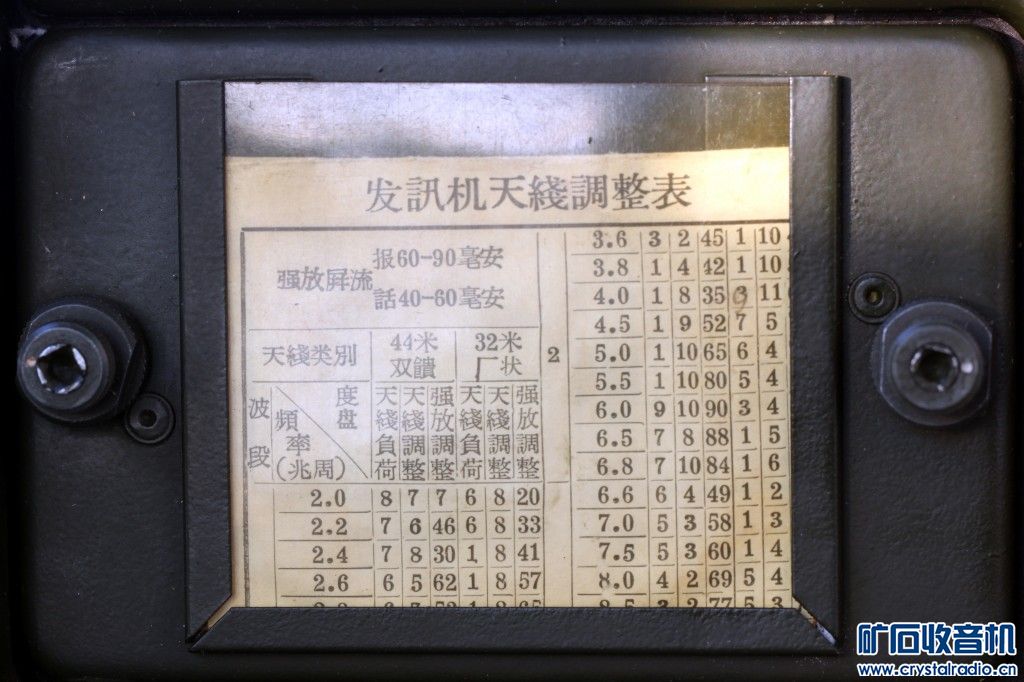 发訊机天綫調整表
强放屛流 报60-90毫安
話40-60毫安
天綫类別 44米双饋 32米「状
波段 度盘 頻率(兆周) 天綫負荷 天綫調整 强放調整 天綫負荷 天綫調整 强放調整
2.0 8 7 7 6 8 20
2.2 7 6 46 6 8 33
2.4 7 8 30 1 8 41
2.6 6 5 62 1 8 57
2
3.6 3 2 45 1 10
3.8 1 4 42 1 10
4.0 1 8 35 3 11
4.5 1 9 52 7 5
5.0 1 10 65 6 4
5.5 1 10 80 5 4
6.0 9 10 90 3 4
6.5 7 8 88 1 5
6.8 7 10 84 1 6
6.6 6 4 49 1 2
7.0 5 3 58 1 3
7.5 5 3 60 1 4
8.0 4 2 69 5 4
8.5 3 2 77 5 3
矿石收音机
www.crystalradio.cn